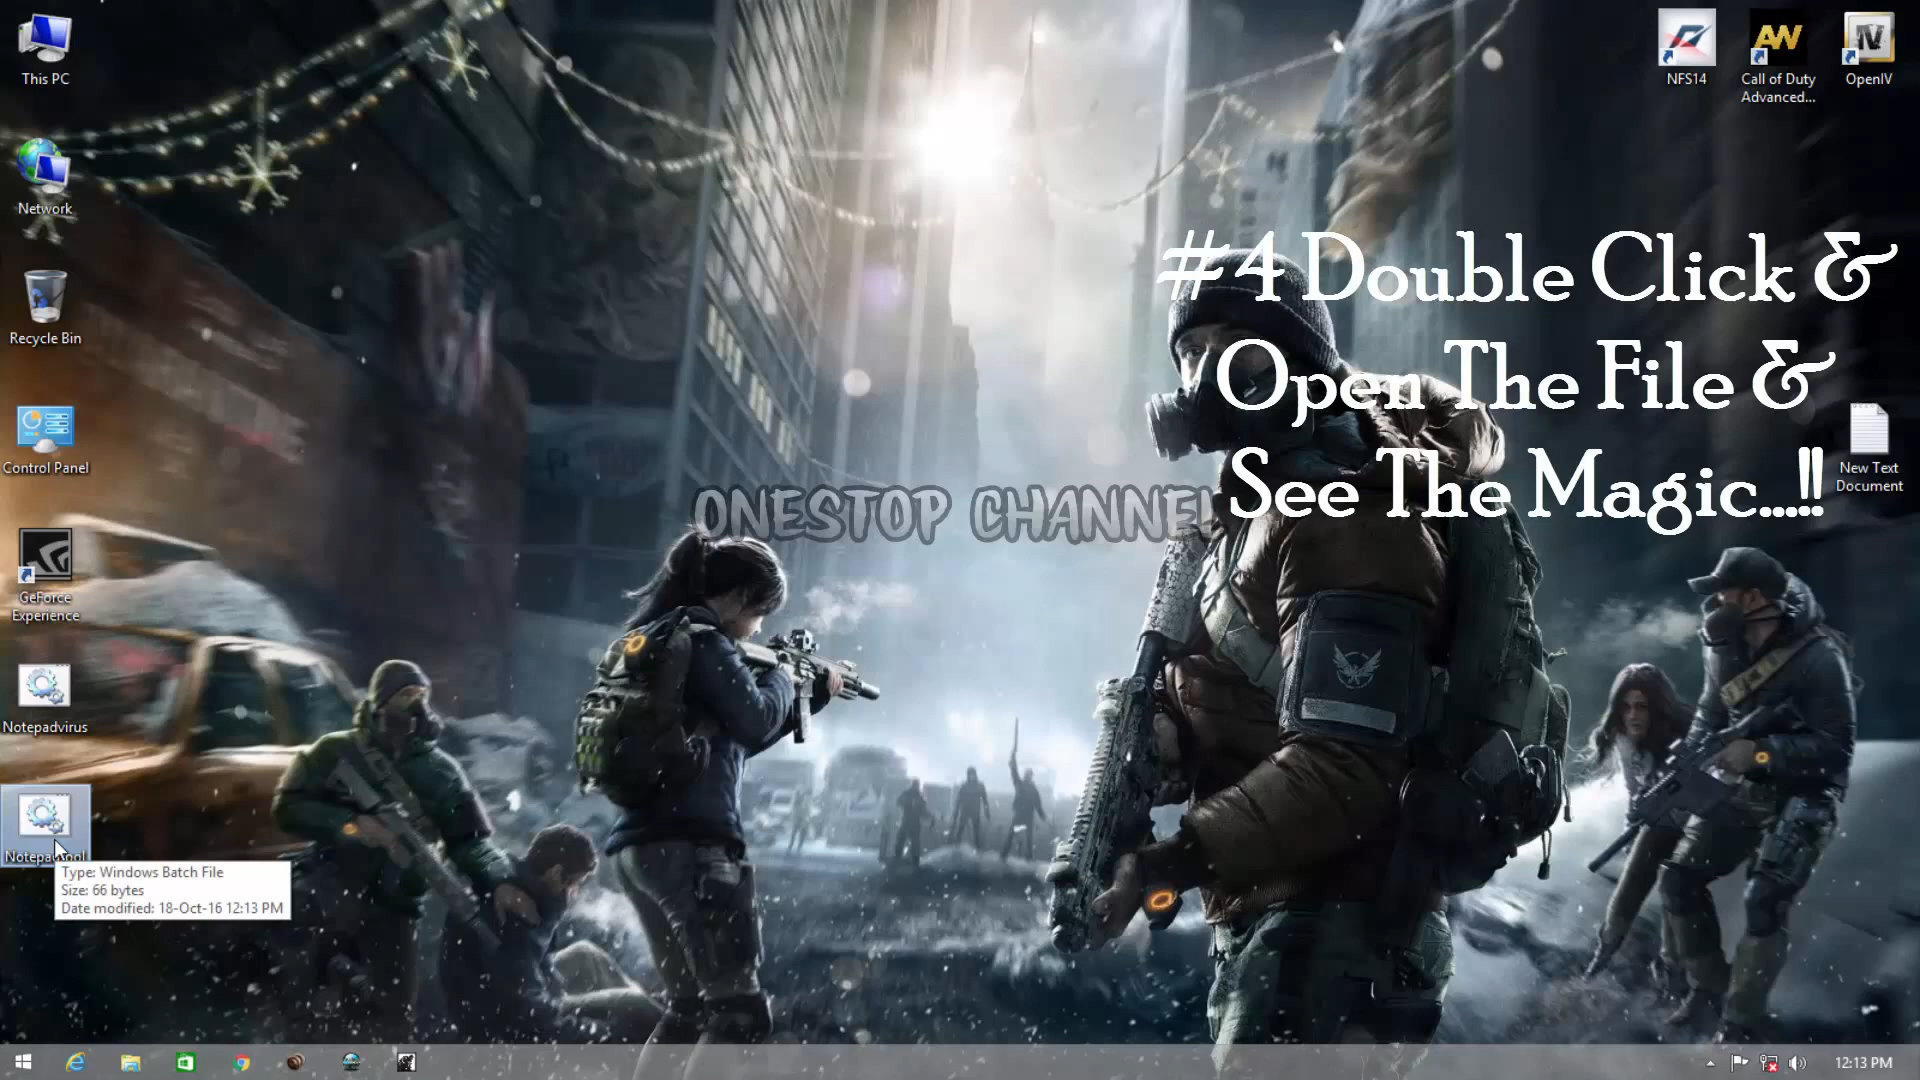 This PC
Network
Recycle Bin
Control Panel
GeForce
Experience
Notepadvirus
Type: Windows Batch File
Size: 66 bytes
Date modified: 18-Oct-16 12:13 PM
ONESTOP CHANNEL
#4 Double Click &
Open The File &
See The Magic...!!
NFS14
Call of Duty
Advanced...
AW
OpenIV
IV
New Text
Document
12:13 PM